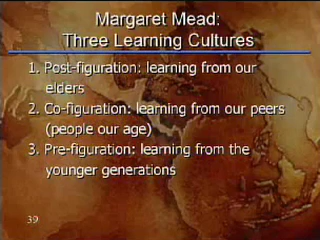 Margaret Mead:
Three Learning Cultures
1. Post-figuration: learning from our
elders
2. Co-figuration: learning from our peers
(people our age)
3. Pre-figuration: learning from the
younger generations
39